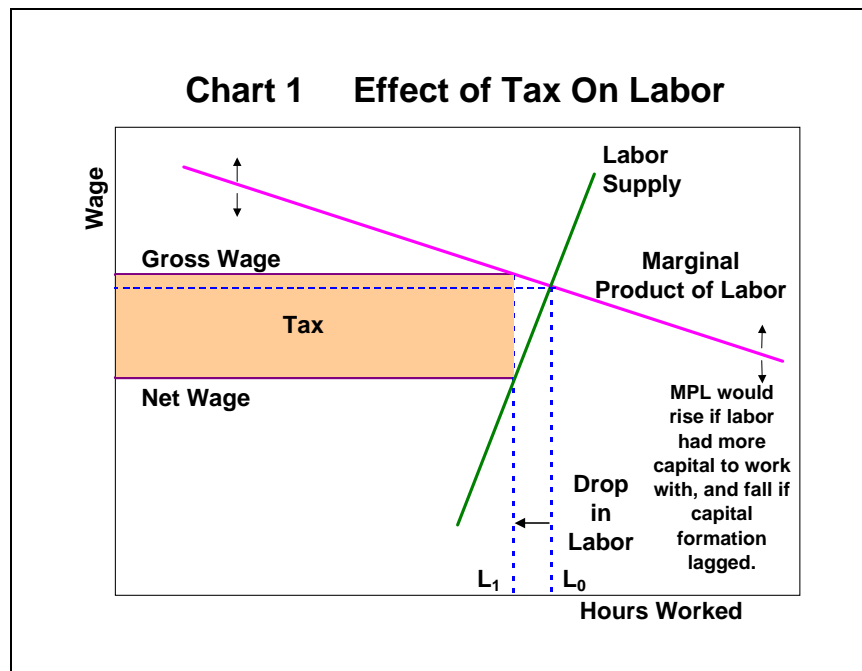 Chart 1 Effect of Tax On Labor
Labor
Supply
Wage
Gross Wage
Marginal
Product of Labor
Tax
Net Wage
MPL would
rise if labor
had more
capital to work
with, and fall if
capital
formation
lagged.
Drop
in
Labor
L₁ L₀
Hours Worked